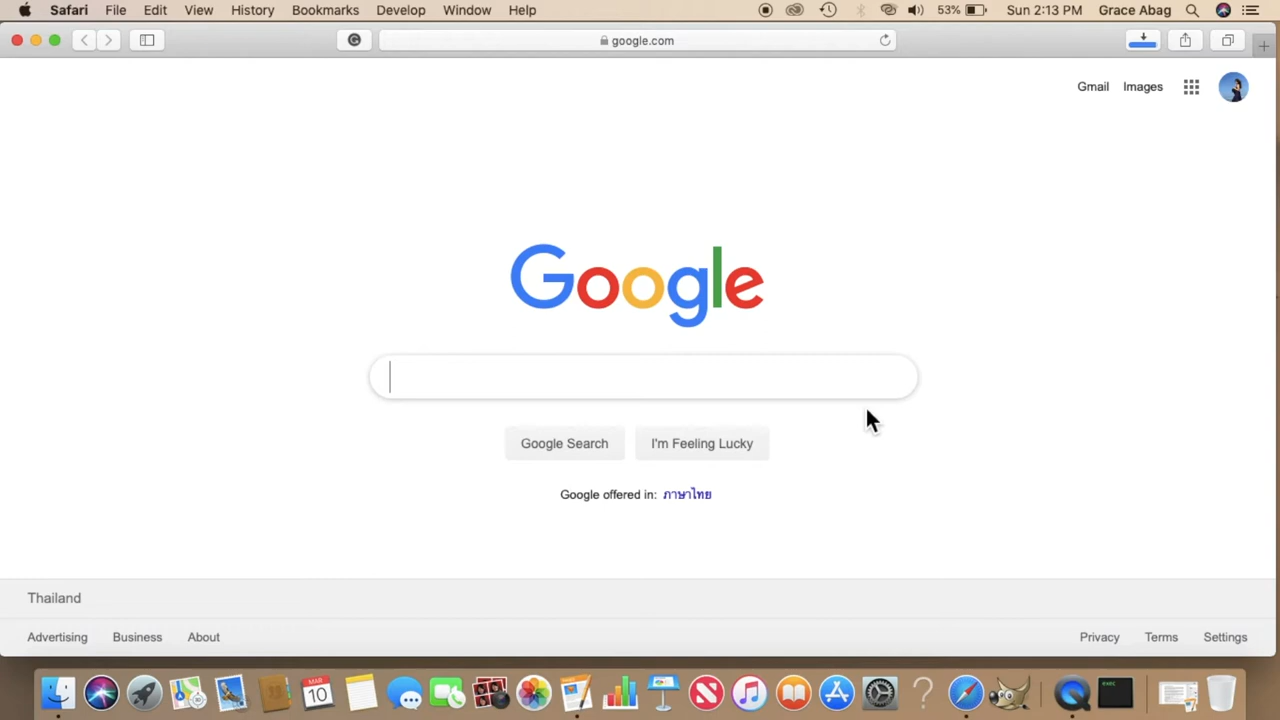 Safari File Edit View History Bookmarks Develop Window Help 53% Sun 2:13 PM Grace Abag
google.com
Gmail Images
Google
Google Search I'm Feeling Lucky
Google offered in: ภาษาไทย
Thailand
Advertising Business About Privacy Terms Settings
MAR
10
exec